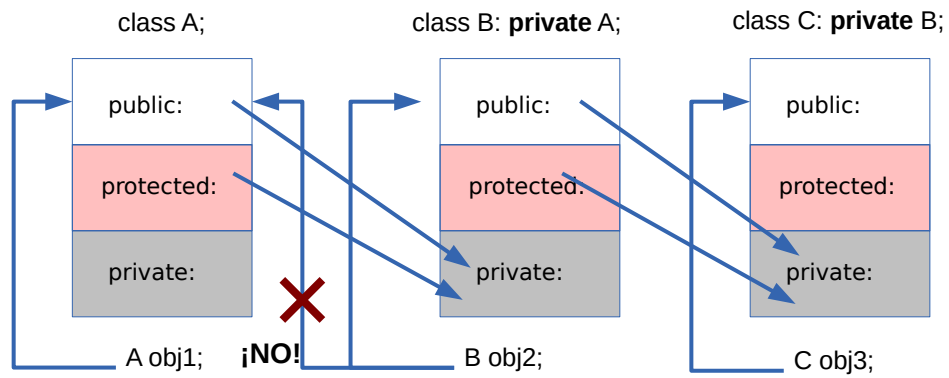 class A;
class B: private A;
class C: private B;
public:
public:
public:
protected:
protected:
protected:
private:
private:
private:
A obj1;
¡NO!
B obj2;
C obj3;